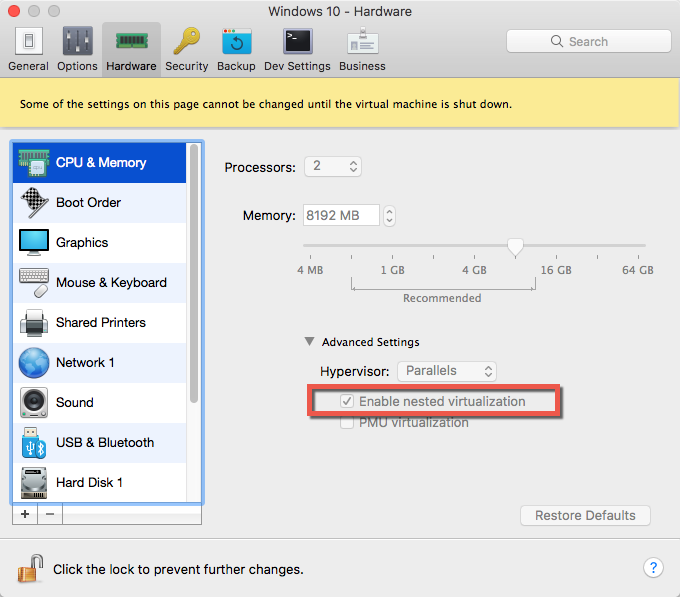 Windows 10 - Hardware
General Options Hardware Security Backup Dev Settings Business
Search
Some of the settings on this page cannot be changed until the virtual machine is shut down.
CPU & Memory
Boot Order
Graphics
Mouse & Keyboard
Shared Printers
Network 1
Sound
USB & Bluetooth
Hard Disk 1
+ −
Processors: 2
Memory: 8192 MB
4 MB 1 GB 4 GB 16 GB 64 GB
Recommended
Advanced Settings
Hypervisor: Parallels
Enable nested virtualization
PMU virtualization
Restore Defaults
Click the lock to prevent further changes.
?